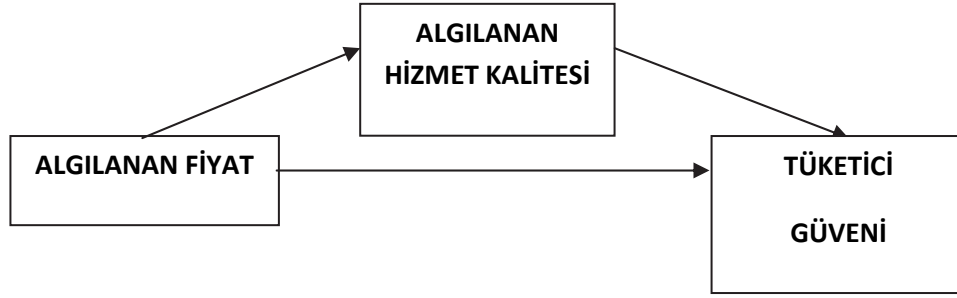 ALGILANAN
HİZMET KALİTESİ
ALGILANAN FİYAT
TÜKETİCİ
GÜVENİ